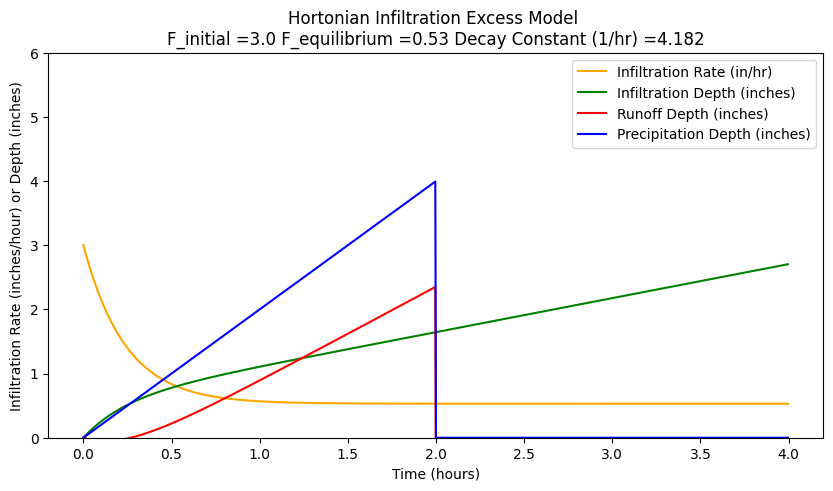 Hortonian Infiltration Excess Model
F_initial =3.0 F_equilibrium =0.53 Decay Constant (1/hr) =4.182
Infiltration Rate (inches/hour) or Depth (inches)
6
5
4
3
2
1
0
Infiltration Rate (in/hr)
Infiltration Depth (inches)
Runoff Depth (inches)
Precipitation Depth (inches)
0.0 0.5 1.0 1.5 2.0 2.5 3.0 3.5 4.0
Time (hours)